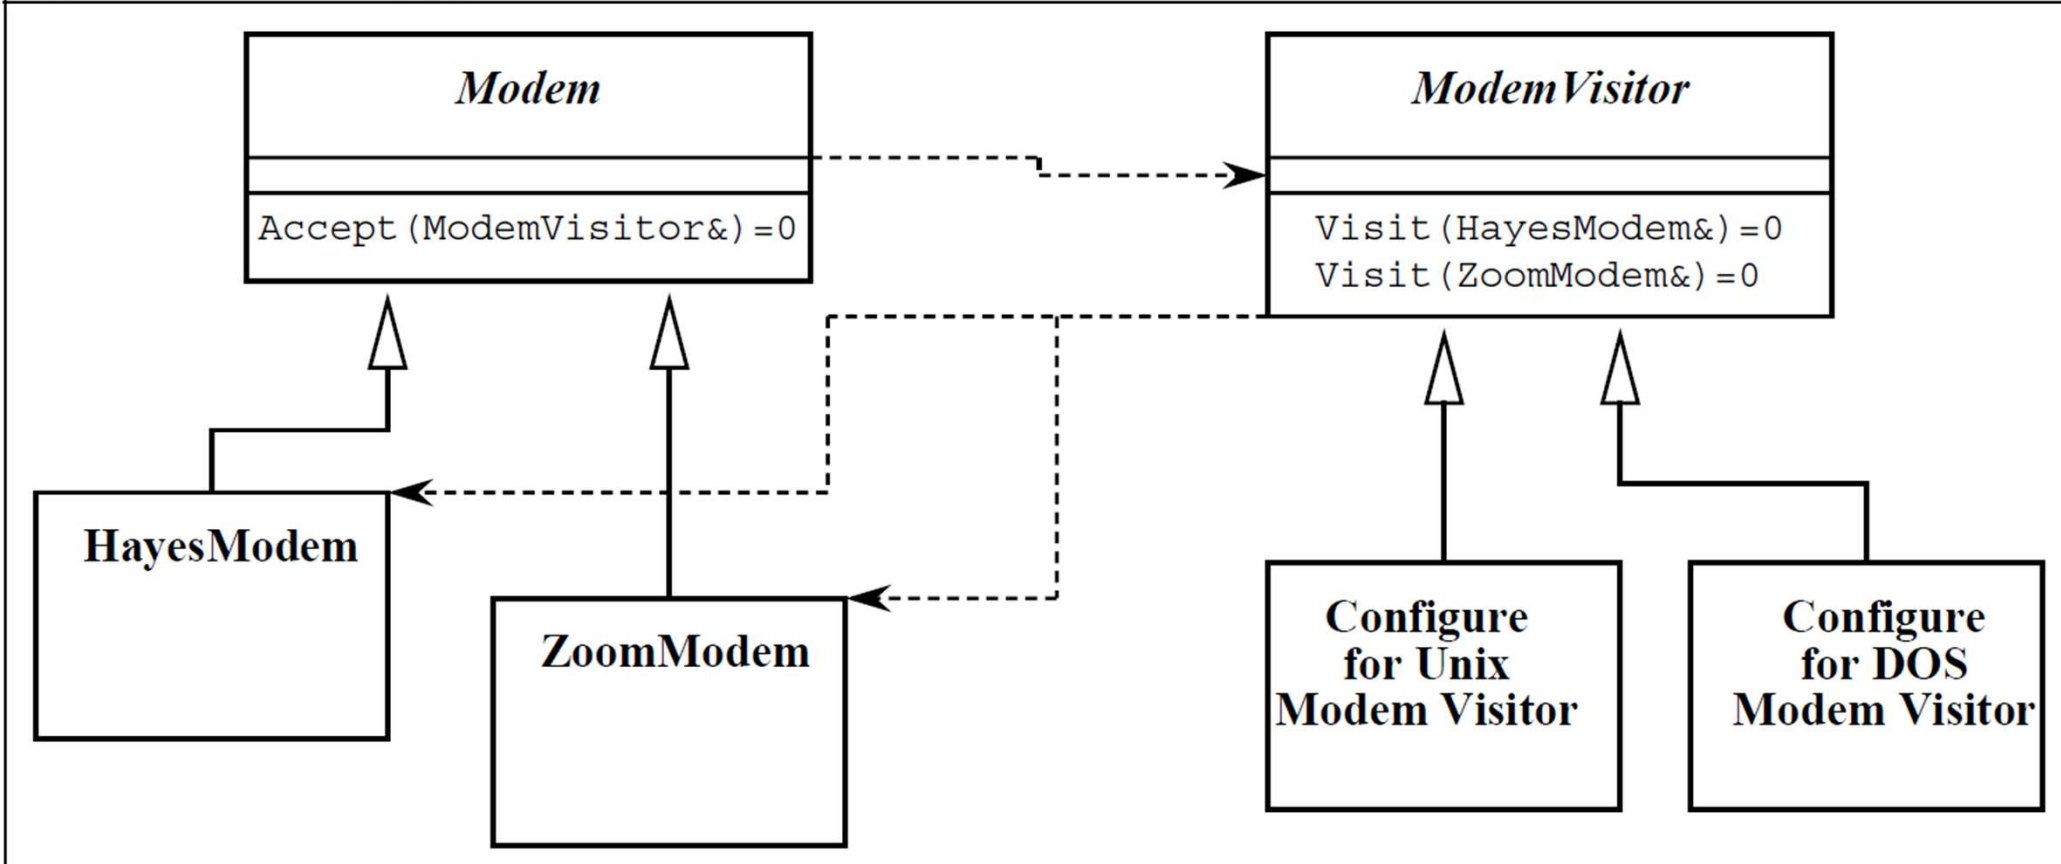 Modem
Accept(ModemVisitor&)=0
ModemVisitor
Visit(HayesModem&)=0
Visit(ZoomModem&)=0
HayesModem
ZoomModem
Configure
for Unix
Modem Visitor
Configure
for DOS
Modem Visitor